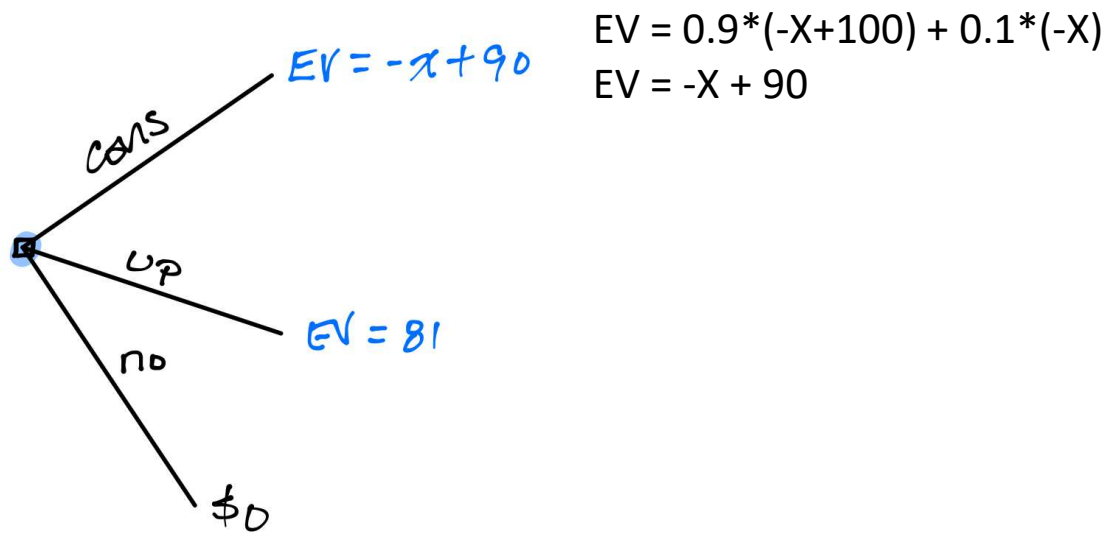 EV = 0.9*(-X+100) + 0.1*(-X)
EV = -X + 90
EV = -x + 90
cons
up
EV = 81
no
$0